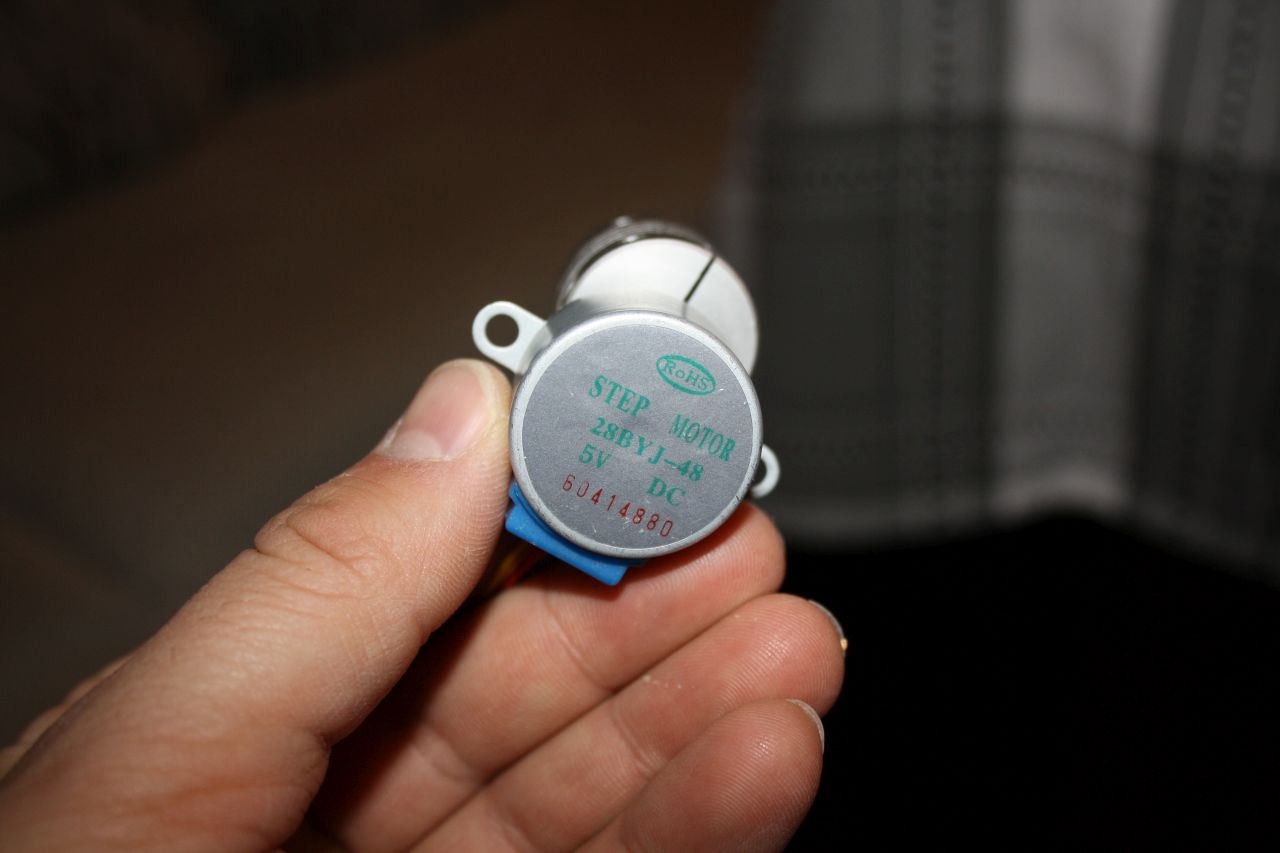 RoHS
STEP MOTOR
28BYJ-48
5V DC
60414880